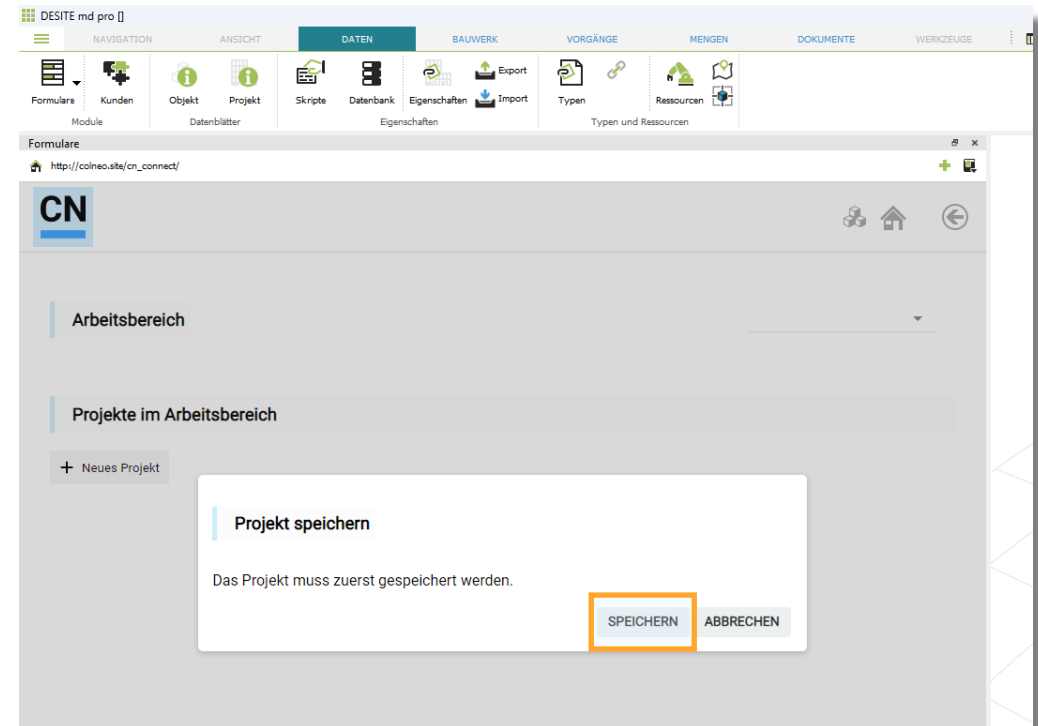 DESITE md pro []
NAVIGATION ANSICHT DATEN BAUWERK VORGÄNGE MENGEN DOKUMENTE WERKZEUGE
Export
Formulare Kunden Objekt Projekt Skripte Datenbank Eigenschaften Import Typen Ressourcen
Module Datenblätter Eigenschaften Typen und Ressourcen
Formulare
http://colneo.site/cn_connect/
CN
Arbeitsbereich
Projekte im Arbeitsbereich
+ Neues Projekt
Projekt speichern
Das Projekt muss zuerst gespeichert werden.
SPEICHERN ABBRECHEN